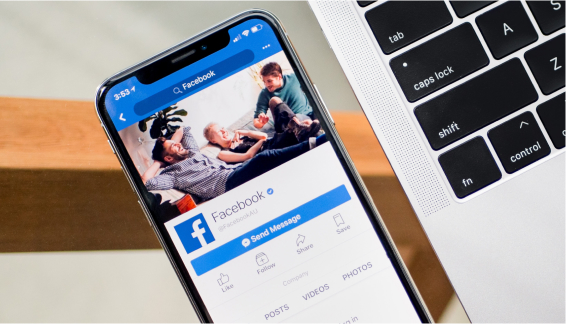 3:53
Facebook
Facebook
Send Message
Like
Follow
Share
Save
Company
POSTS
VIDEOS
PHOTOS
tab
caps lock
shift
fn
control
A
S
Z